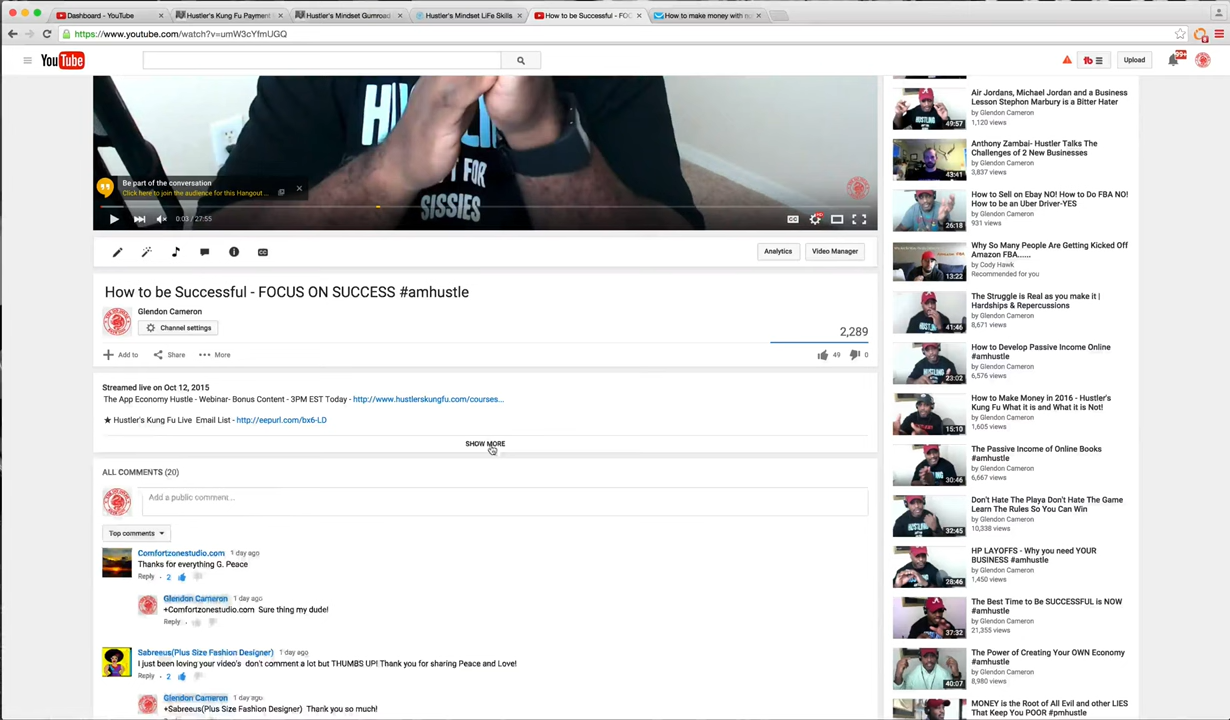 Dashboard - YouTube
Hustler's Kung Fu Payment
Hustler's Mindset Gumroad
Hustler's Mindset LiFe Skills
How to be Successful - FOC
How to make money with n
https://www.youtube.com/watch?v=umW3cYfmUGQ
YouTube
fb
Upload
99+
NOT FOR
SISSIES
Be part of the conversation
Click here to join the audience for this Hangout ...
0:03 / 27:55
CC
Analytics
Video Manager
How to be Successful - FOCUS ON SUCCESS #amhustle
Glendon Cameron
Channel settings
2,289
Add to
Share
More
49
0
Streamed live on Oct 12, 2015
The App Economy Hustle - Webinar- Bonus Content - 3PM EST Today - http://www.hustlerskungfu.com/courses...
★ Hustler's Kung Fu Live Email List - http://eepurl.com/bx6-LD
SHOW MORE
ALL COMMENTS (20)
Add a public comment...
Top comments
Comfortzonestudio.com 1 day ago
Thanks for everything G. Peace
Reply · 2
Glendon Cameron 1 day ago
+Comfortzonestudio.com Sure thing my dude!
Reply ·
Sabreeus(Plus Size Fashion Designer) 1 day ago
I just been loving your video's don't comment a lot but THUMBS UP! Thank you for sharing Peace and Love!
Reply · 2
Glendon Cameron 1 day ago
+Sabreeus(Plus Size Fashion Designer) Thank you so much!
Air Jordans, Michael Jordan and a Business
Lesson Stephon Marbury is a Bitter Hater
by Glendon Cameron
1,120 views
49:57
Anthony Zambai- Hustler Talks The
Challenges of 2 New Businesses
by Glendon Cameron
3,837 views
43:41
How to Sell on Ebay NO! How to Do FBA NO!
How to be an Uber Driver-YES
by Glendon Cameron
931 views
26:18
Why So Many People Are Getting Kicked Off
Amazon FBA......
by Cody Hawk
Recommended for you
13:22
The Struggle is Real as you make it |
Hardships & Repercussions
by Glendon Cameron
8,671 views
41:46
How to Develop Passive Income Online
#amhustle
by Glendon Cameron
6,576 views
23:02
How to Make Money in 2016 - Hustler's
Kung Fu What it is and What it is Not!
by Glendon Cameron
1,605 views
15:10
The Passive Income of Online Books
#amhustle
by Glendon Cameron
6,667 views
30:46
Don't Hate The Playa Don't Hate The Game
Learn The Rules So You Can Win
by Glendon Cameron
10,338 views
32:45
HP LAYOFFS - Why you need YOUR
BUSINESS #amhustle
by Glendon Cameron
1,450 views
28:46
The Best Time to Be SUCCESSFUL is NOW
#amhustle
by Glendon Cameron
21,355 views
37:32
The Power of Creating Your OWN Economy
#amhustle
by Glendon Cameron
8,980 views
40:07
MONEY is the Root of All Evil and other LIES
That Keep You POOR #pmhustle